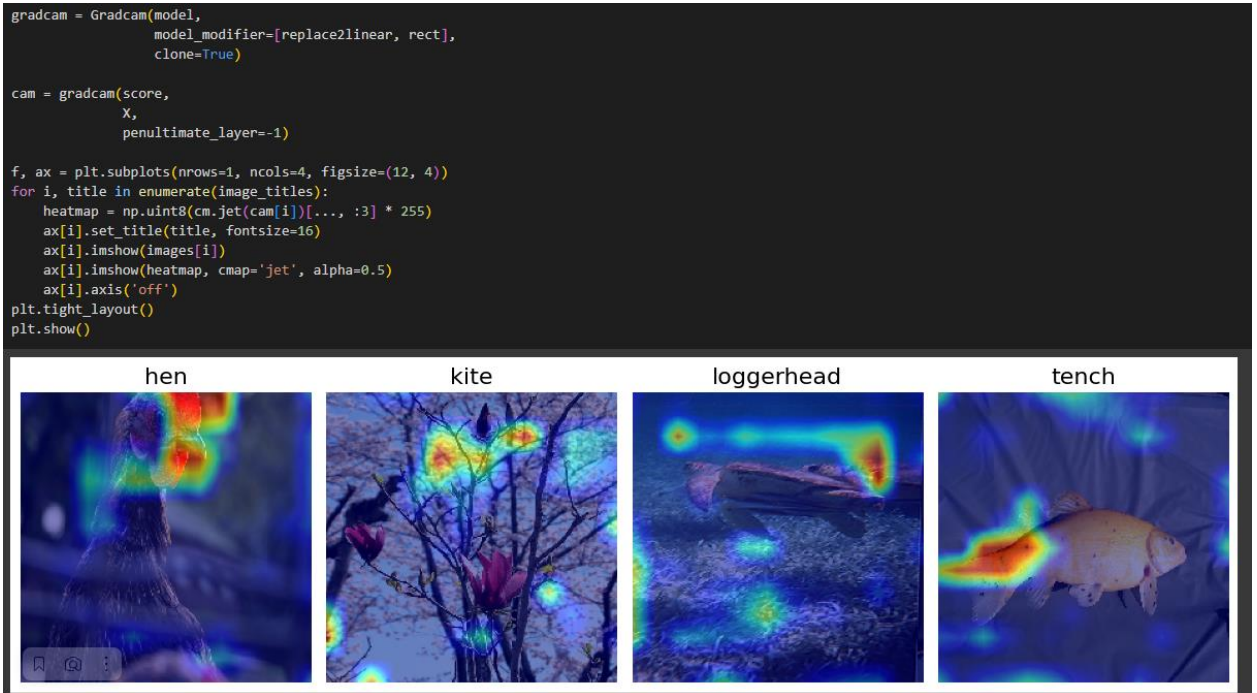 gradcam = Gradcam(model,
                  model_modifier=[replace2linear, rect],
                  clone=True)

cam = gradcam(score,
              X,
              penultimate_layer=-1)

f, ax = plt.subplots(nrows=1, ncols=4, figsize=(12, 4))
for i, title in enumerate(image_titles):
    heatmap = np.uint8(cm.jet(cam[i])[..., :3] * 255)
    ax[i].set_title(title, fontsize=16)
    ax[i].imshow(images[i])
    ax[i].imshow(heatmap, cmap='jet', alpha=0.5)
    ax[i].axis('off')
plt.tight_layout()
plt.show()
hen kite loggerhead tench